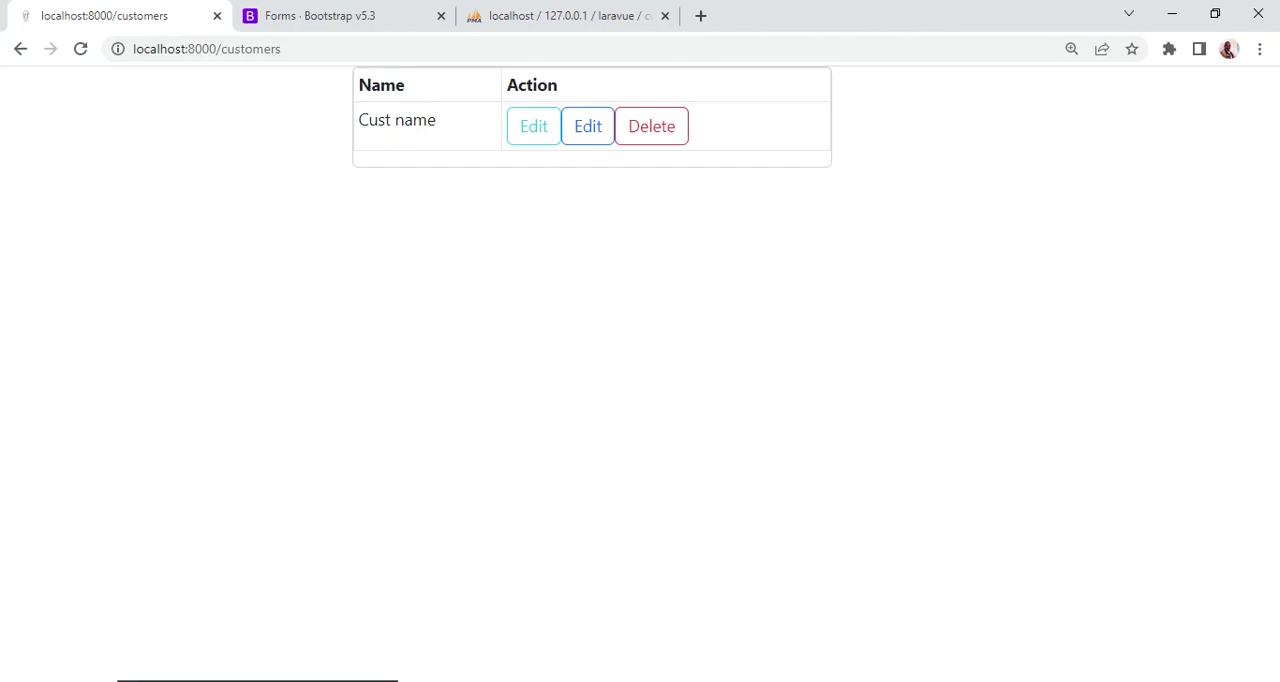 localhost:8000/customers
B Forms · Bootstrap v5.3
PMA localhost / 127.0.0.1 / laravue / c
localhost:8000/customers
Name Action
Cust name Edit Edit Delete